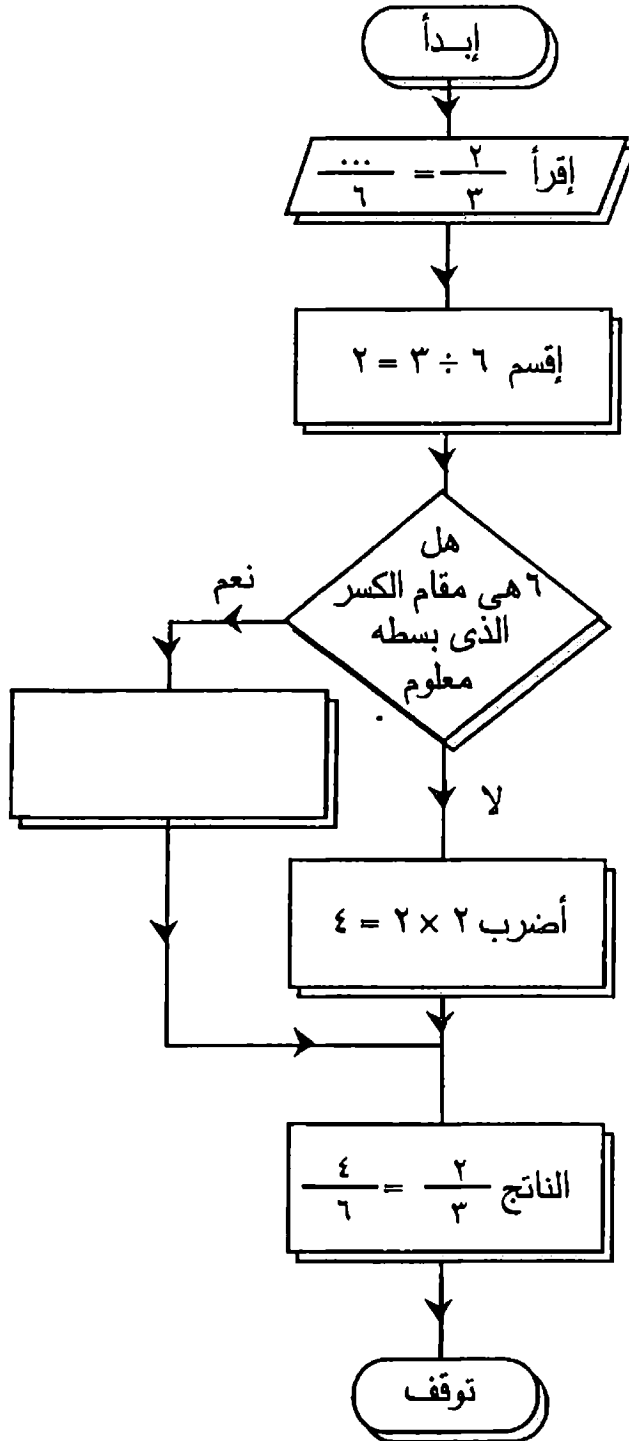 إبدأ
إقرأ ٢/٣ = .../٦
إقسم ٦ ÷ ٣ = ٢
هل
٦ هى مقام الكسر
الذى بسطه
معلوم
نعم
لا
أضرب ٢ × ٢ = ٤
الناتج ٢/٣ = ٤/٦
توقف